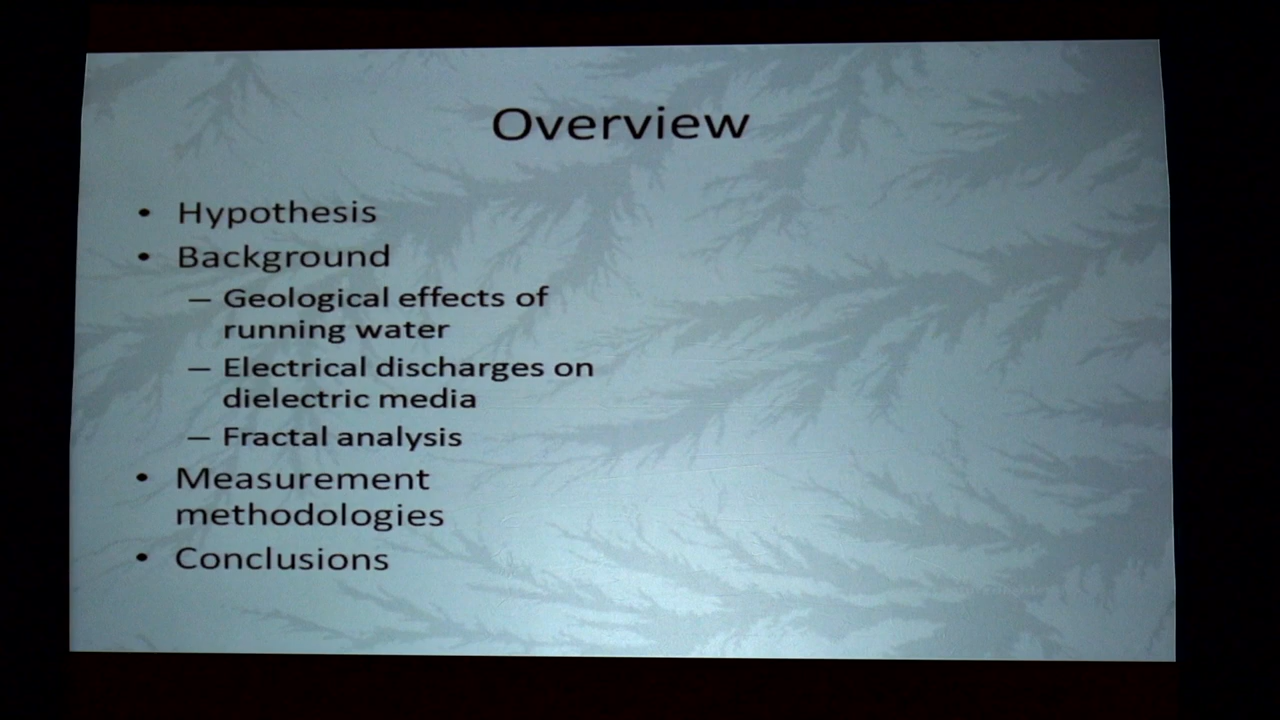 Overview
• Hypothesis
• Background
– Geological effects of
running water
– Electrical discharges on
dielectric media
– Fractal analysis
• Measurement
methodologies
• Conclusions